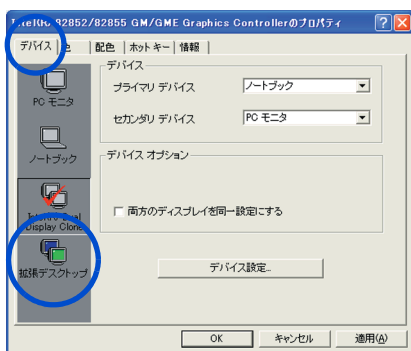 Intel(R) 82852/82855 GM/GME Graphics Controllerのプロパティ
デバイス 色 配色 ホット キー 情報
PC モニタ
ノートブック
Intel(R) Dual
Display Clone
拡張デスクトップ
デバイス
プライマリ デバイス ノートブック
セカンダリ デバイス PC モニタ
デバイス オプション
両方のディスプレイを同一設定にする
デバイス設定...
OK キャンセル 適用(A)